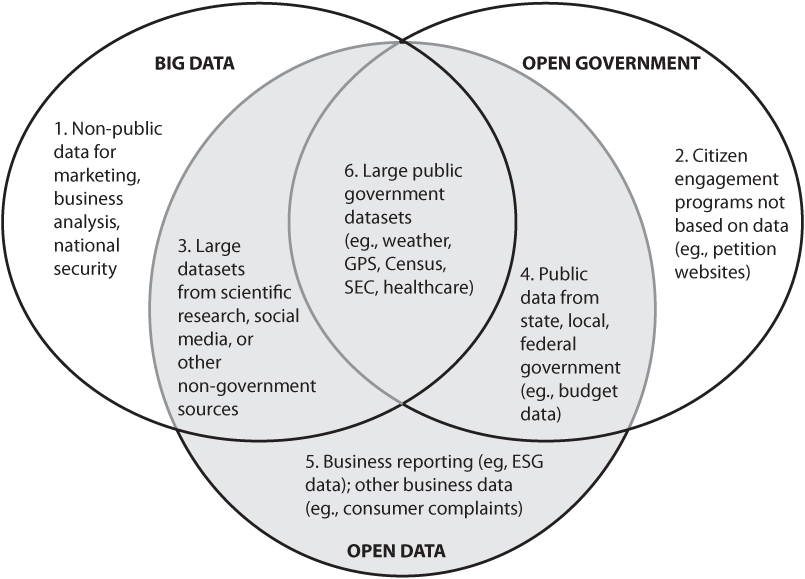 BIG DATA
OPEN GOVERNMENT
1. Non-public
data for
marketing,
business
analysis,
national
security
2. Citizen
engagement
programs not
based on data
(eg., petition
websites)
6. Large public
government
datasets
(eg., weather,
GPS, Census,
SEC, healthcare)
3. Large
datasets
from scientific
research, social
media, or
other
non-government
sources
4. Public
data from
state, local,
federal
government
(eg., budget
data)
5. Business reporting (eg, ESG
data); other business data
(eg., consumer complaints)
OPEN DATA